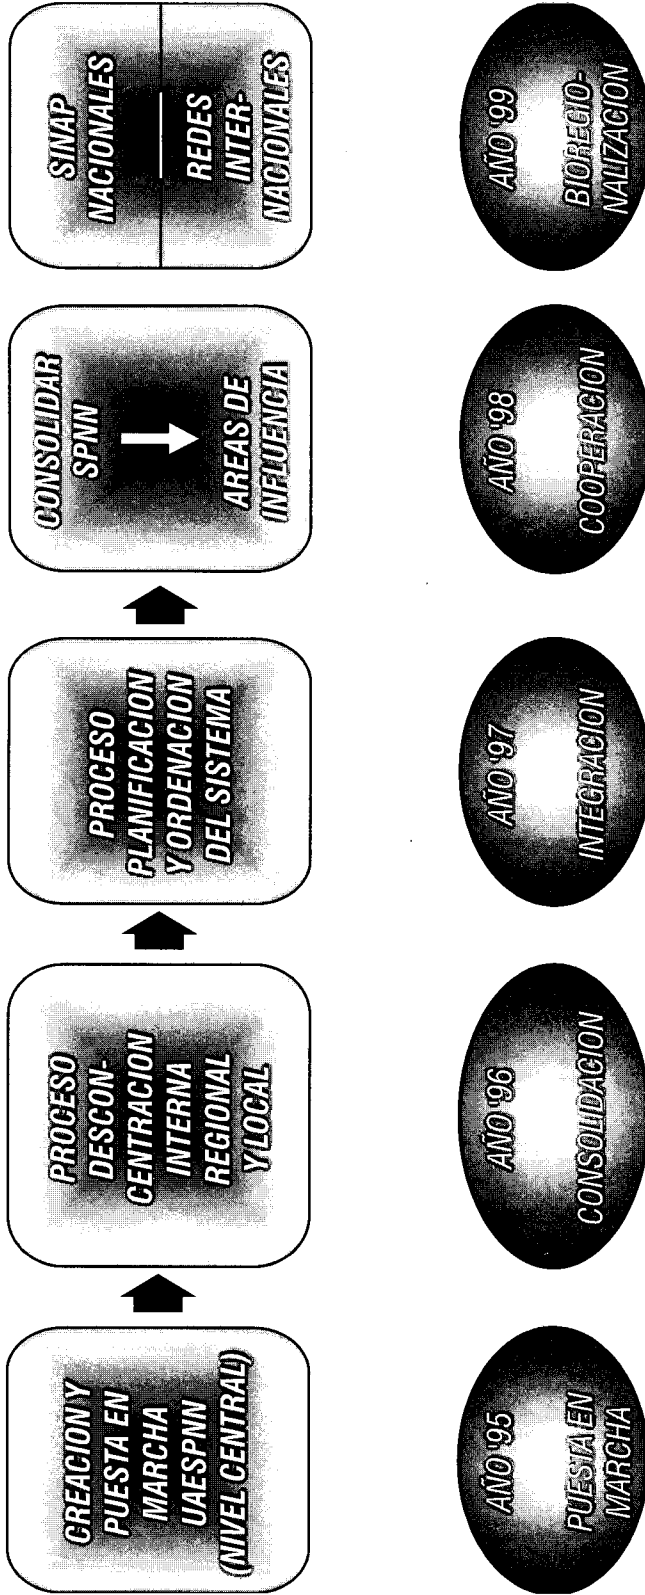 CREACION Y
PUESTA EN
MARCHA
UAESPNN
(NIVEL CENTRAL)
PROCESO
DESCON-
CENTRACION
INTERNA
REGIONAL
Y LOCAL
PROCESO
PLANIFICACION
Y ORDENACION
DEL SISTEMA
CONSOLIDAR
SPNN
AREAS DE
INFLUENCIA
SINAP
NACIONALES
REDES
INTER-
NACIONALES
AÑO '95
PUESTA EN
MARCHA
AÑO '96
CONSOLIDACION
AÑO '97
INTEGRACION
AÑO '98
COOPERACION
AÑO '99
BIORECIO-
NALIZACION